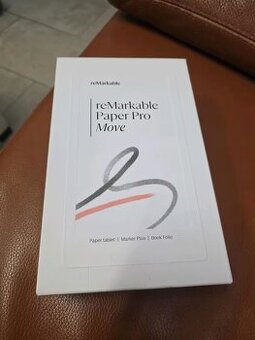 reMarkable
reMarkable
Paper Pro
Move
Paper tablet | Marker Plus | Book Folio